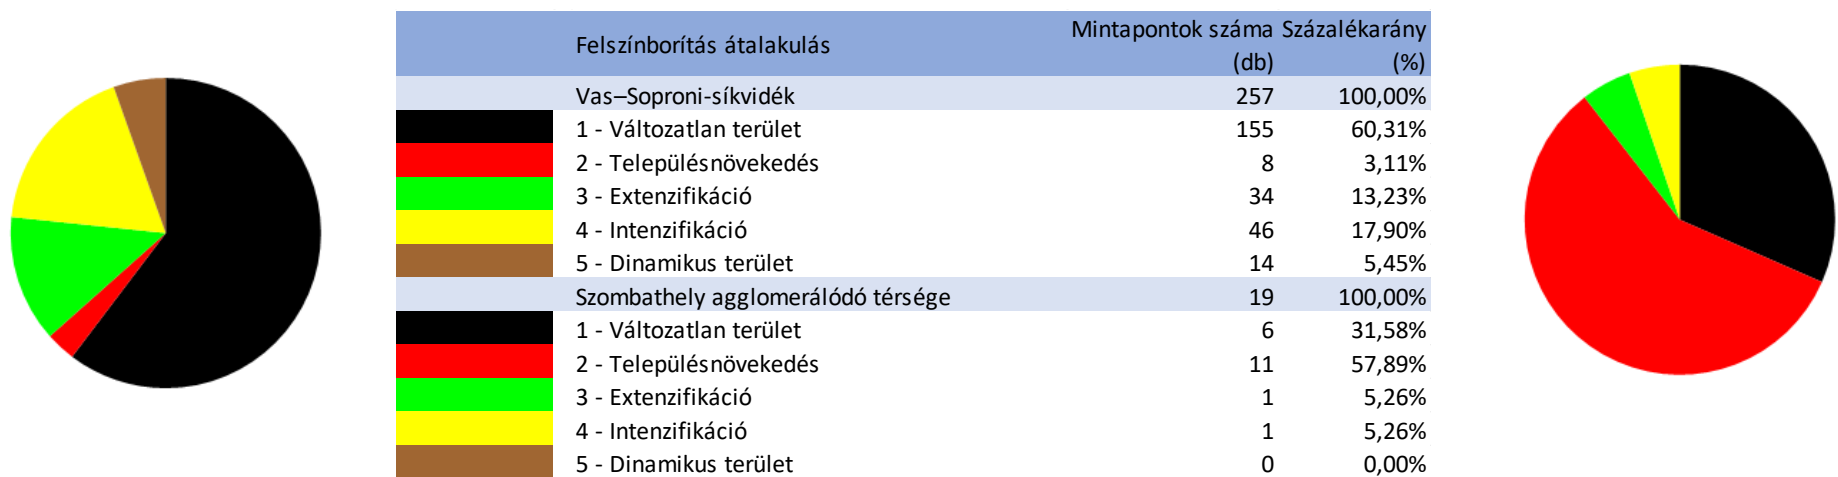 Felszínborítás átalakulás Mintapontok száma (db) Százalékarány (%)
Vas–Soproni-síkvidék 257 100,00%
1 - Változatlan terület 155 60,31%
2 - Településnövekedés 8 3,11%
3 - Extenzifikáció 34 13,23%
4 - Intenzifikáció 46 17,90%
5 - Dinamikus terület 14 5,45%
Szombathely agglomerálódó térsége 19 100,00%
1 - Változatlan terület 6 31,58%
2 - Településnövekedés 11 57,89%
3 - Extenzifikáció 1 5,26%
4 - Intenzifikáció 1 5,26%
5 - Dinamikus terület 0 0,00%